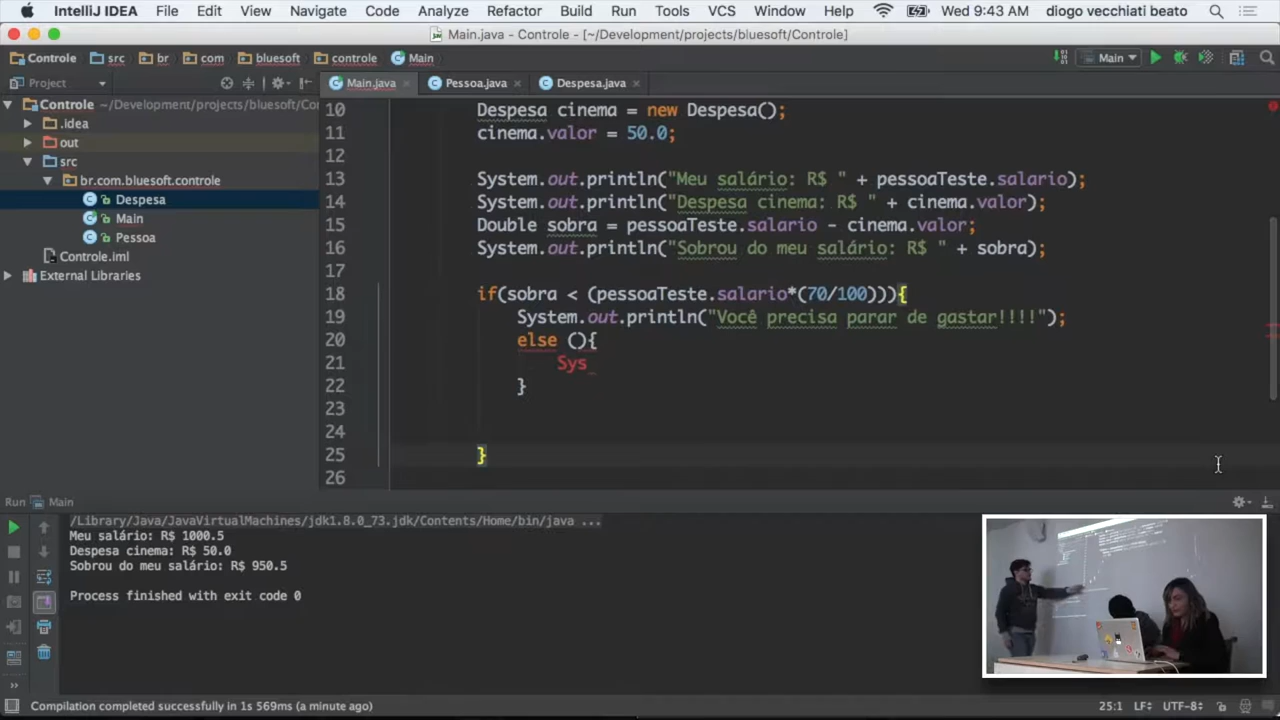 IntelliJ IDEA File Edit View Navigate Code Analyze Refactor Build Run Tools VCS Window Help Wed 9:43 AM diogo vecchiati beato
Main.java - Controle - [~/Development/projects/bluesoft/Controle]
Controle src br com bluesoft controle Main Main
Project Main.java Pessoa.java Despesa.java
Controle ~/Development/projects/bluesoft/Cont
.idea
out
src
br.com.bluesoft.controle
Despesa
Main
Pessoa
Controle.iml
External Libraries
10 Despesa cinema = new Despesa();
11 cinema.valor = 50.0;
12
13 System.out.println("Meu salário: R$ " + pessoaTeste.salario);
14 System.out.println("Despesa cinema: R$ " + cinema.valor);
15 Double sobra = pessoaTeste.salario - cinema.valor;
16 System.out.println("Sobrou do meu salário: R$ " + sobra);
17
18 if(sobra < (pessoaTeste.salario*(70/100))){
19 System.out.println("Você precisa parar de gastar!!!!");
20 else (){
21 Sys
22 }
23
24
25 }
26
Run Main
/Library/Java/JavaVirtualMachines/jdk1.8.0_73.jdk/Contents/Home/bin/java ...
Meu salário: R$ 1000.5
Despesa cinema: R$ 50.0
Sobrou do meu salário: R$ 950.5
Process finished with exit code 0
Compilation completed successfully in 1s 569ms (a minute ago) 25:1 LF÷ UTF-8÷